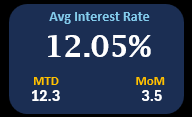 Avg Interest Rate
12.05%
MTD MoM
12.3 3.5